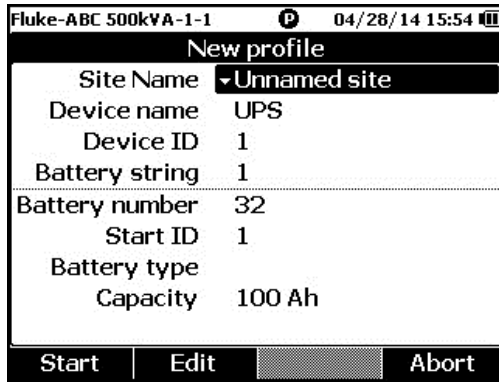 Fluke-ABC 500kVA-1-1 P 04/28/14 15:54
New profile
Site Name Unnamed site
Device name UPS
Device ID 1
Battery string 1
Battery number 32
Start ID 1
Battery type
Capacity 100 Ah
Start Edit Abort